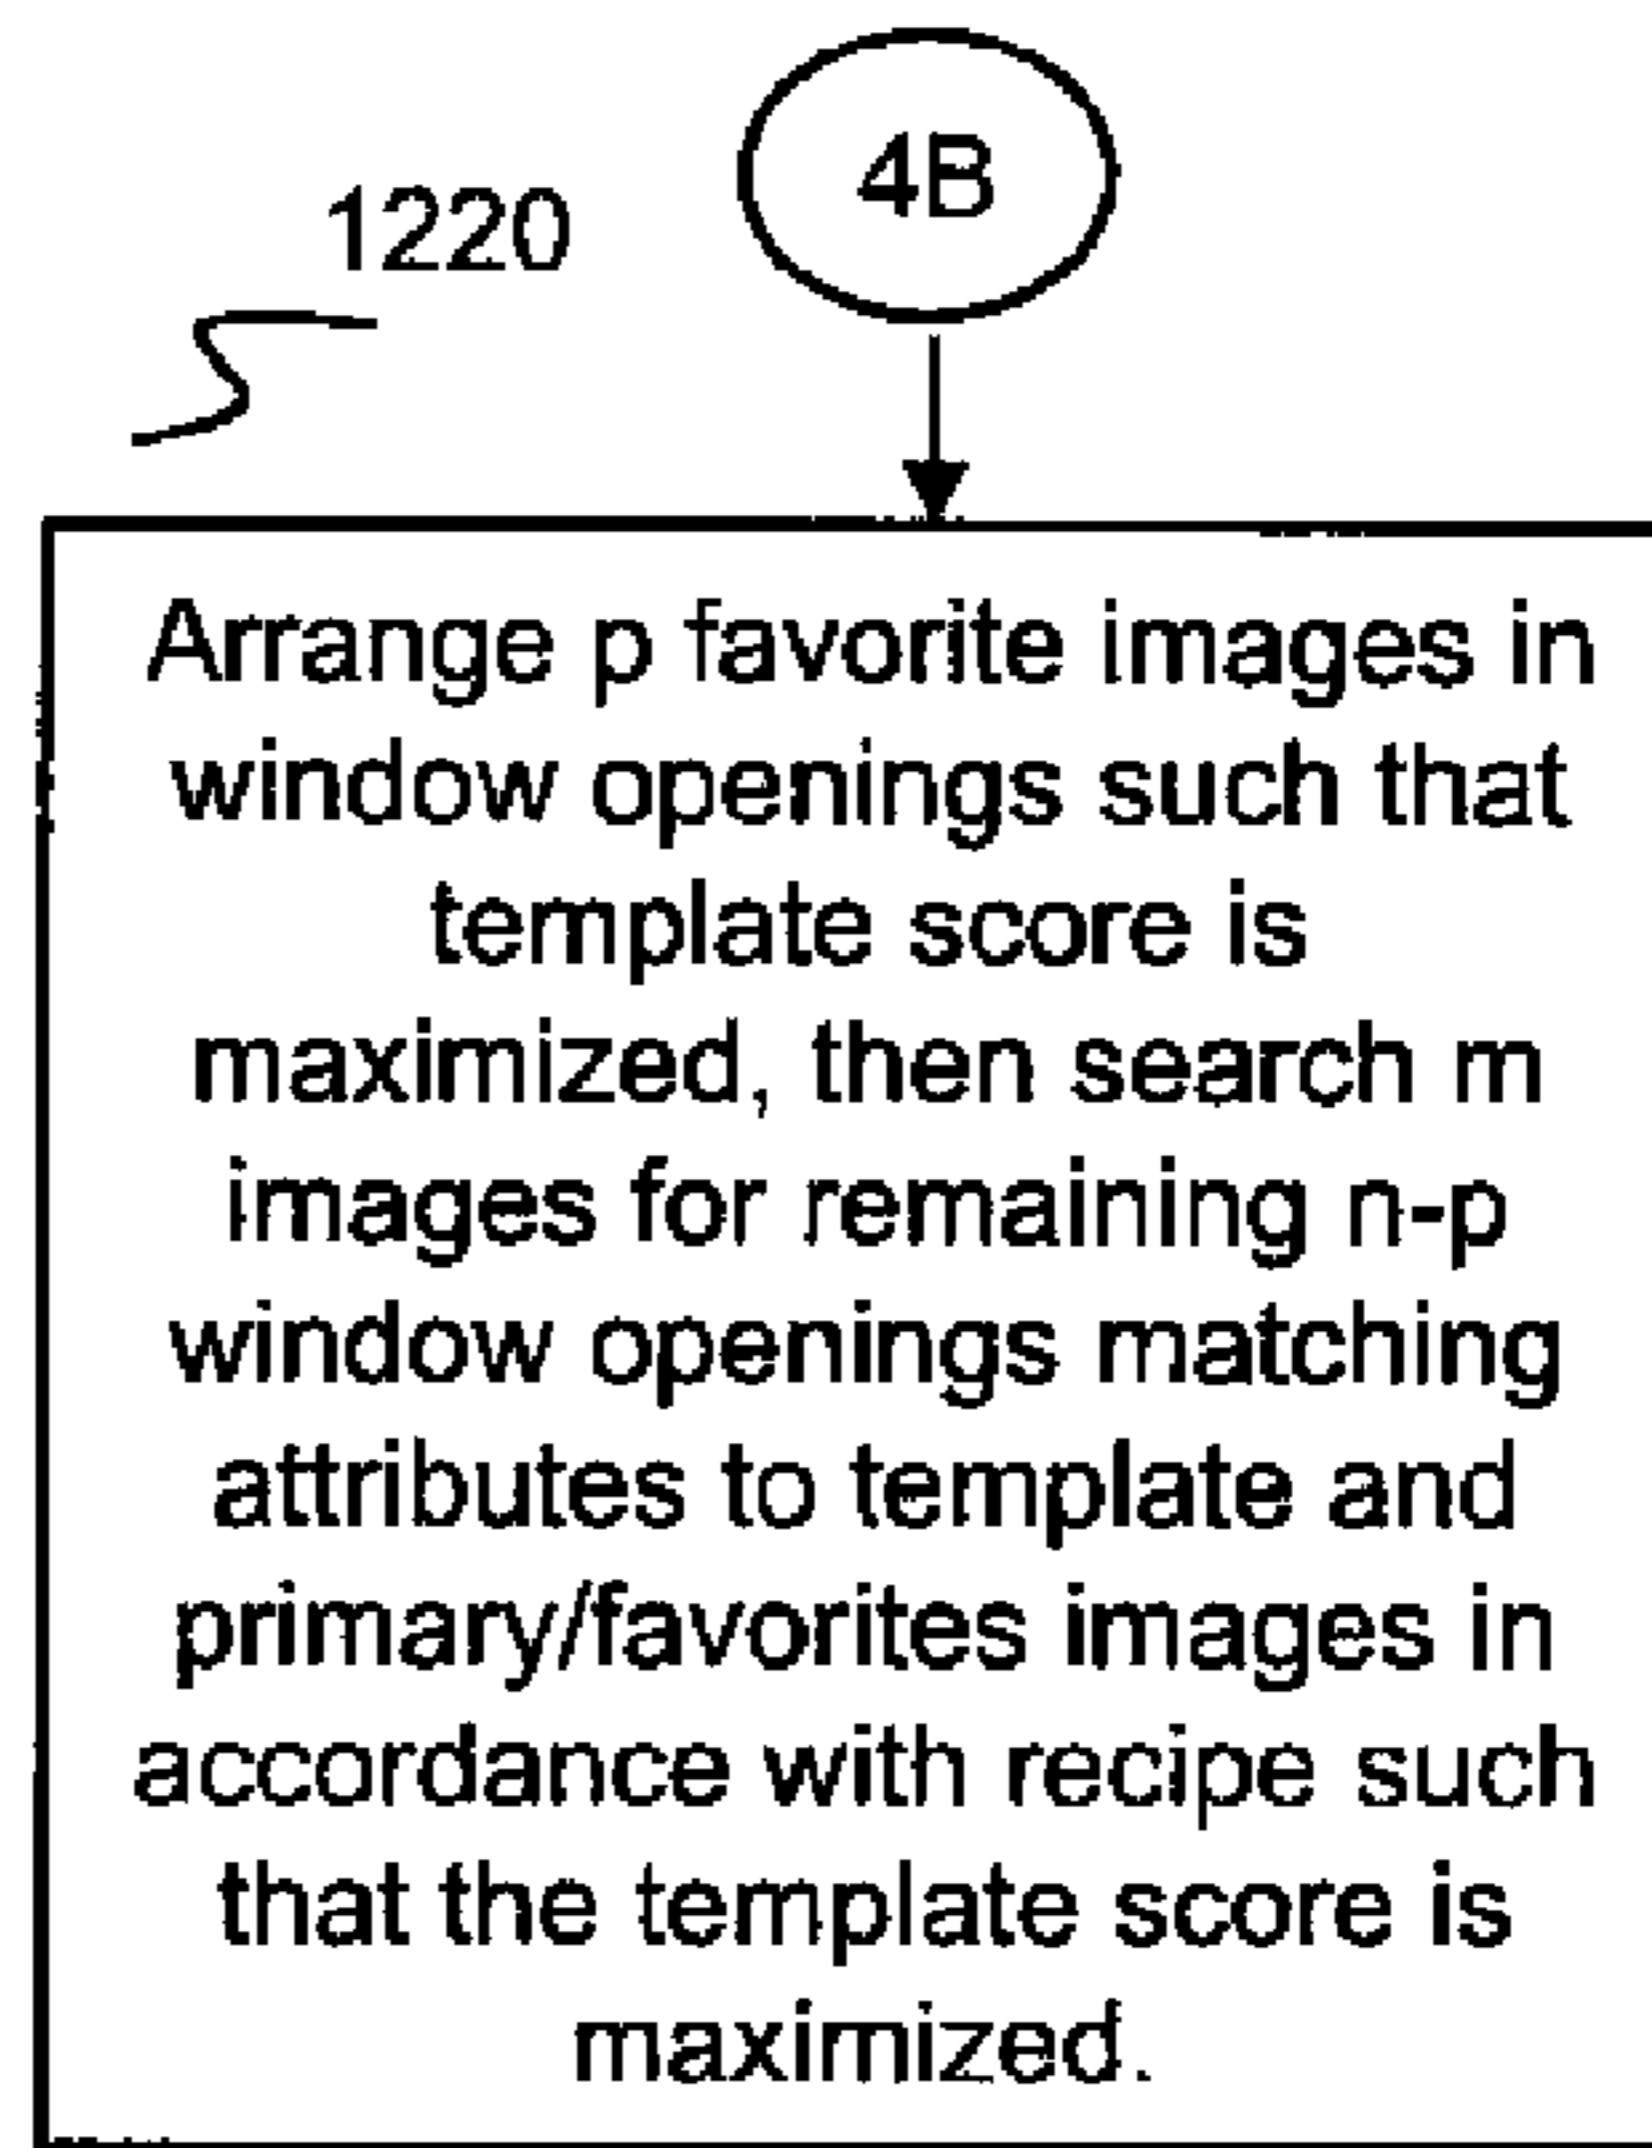 4B
1220
Arrange p favorite images in
window openings such that
template score is
maximized, then search m
images for remaining n-p
window openings matching
attributes to template and
primary/favorites images in
accordance with recipe such
that the template score is
maximized.